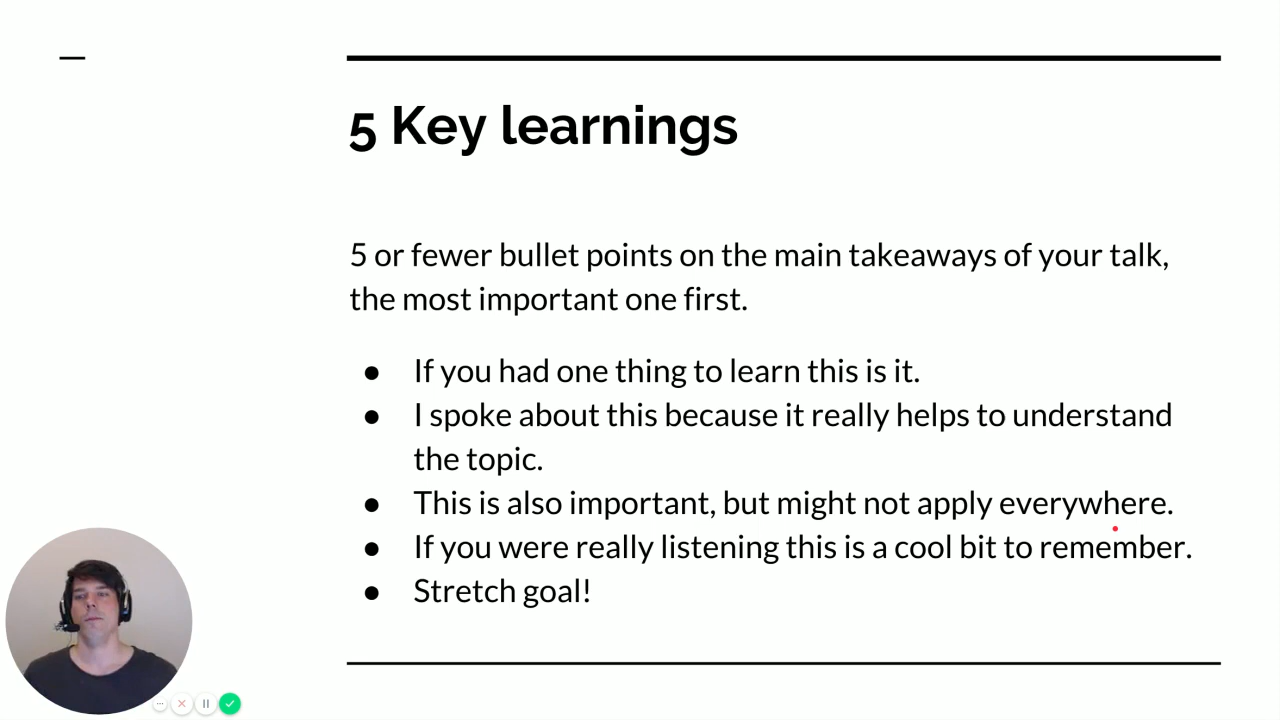 5 Key learnings
5 or fewer bullet points on the main takeaways of your talk,
the most important one first.
● If you had one thing to learn this is it.
● I spoke about this because it really helps to understand
the topic.
● This is also important, but might not apply everywhere.
● If you were really listening this is a cool bit to remember.
● Stretch goal!